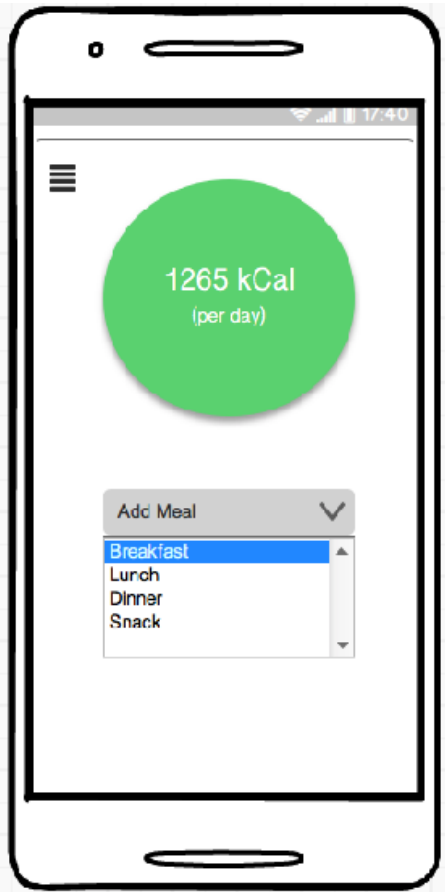 17:40
1265 kCal
(per day)
Add Meal
Breakfast
Lunch
Dinner
Snack